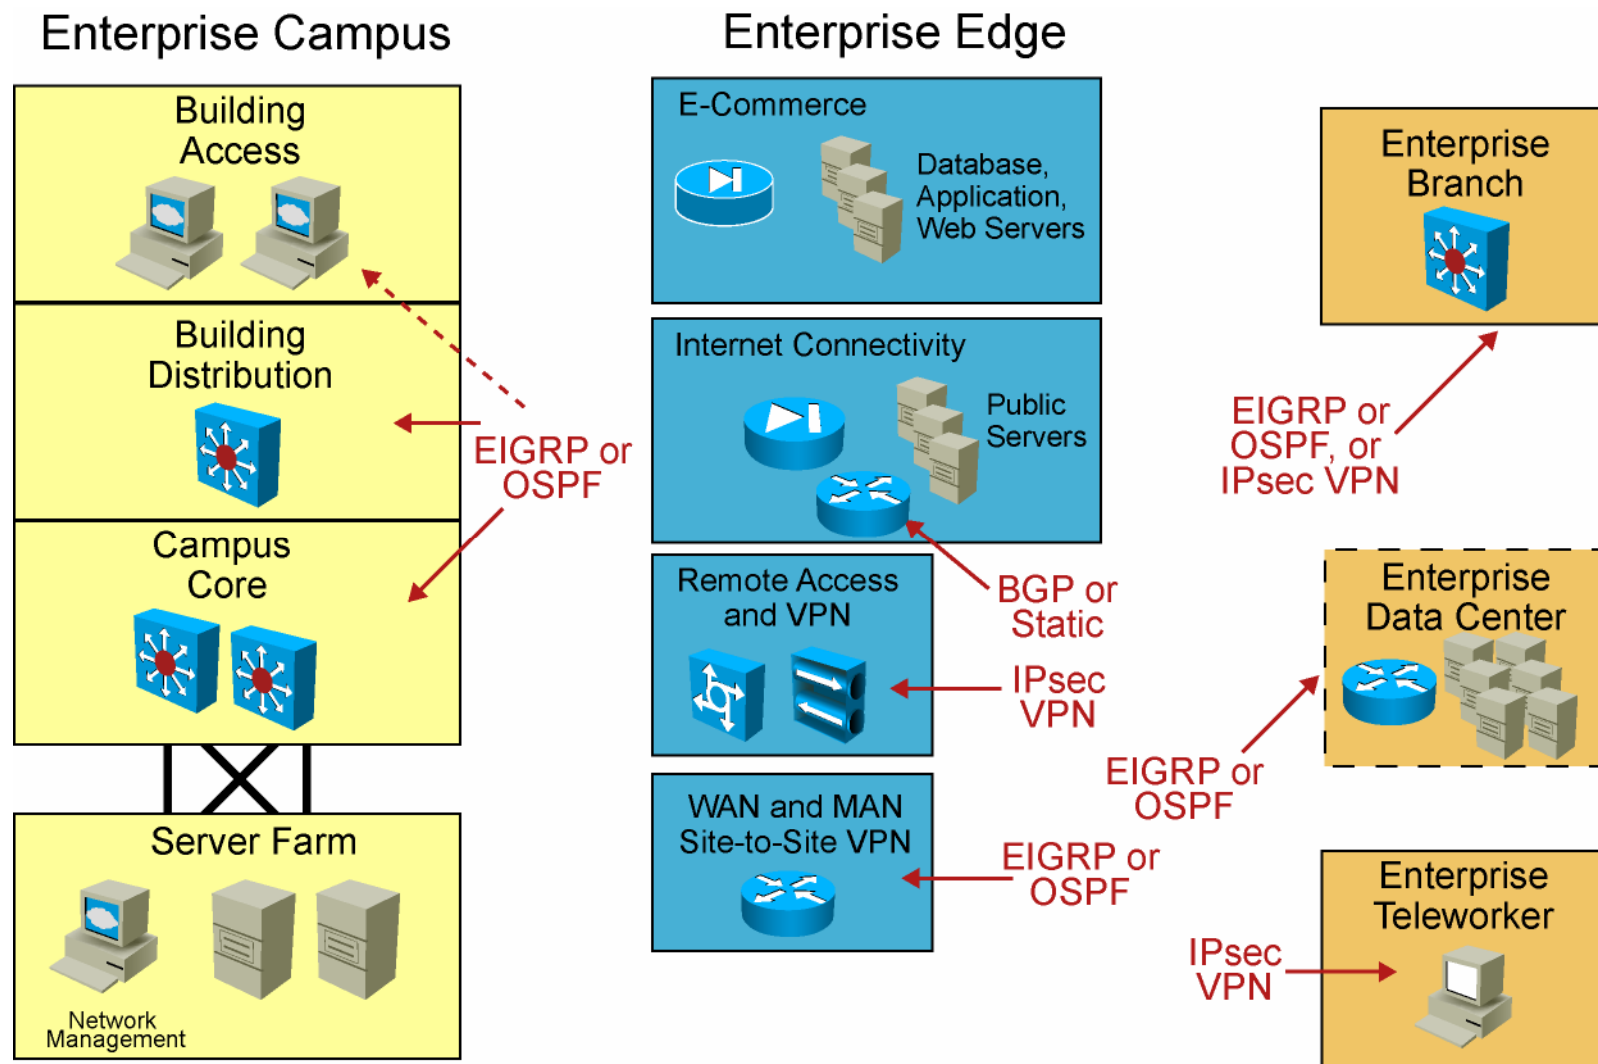 Enterprise Campus
Building
Access
Building
Distribution
EIGRP or
OSPF
Campus
Core
Server Farm
Network
Management
Enterprise Edge
E-Commerce
Database,
Application,
Web Servers
Internet Connectivity
Public
Servers
BGP or
Static
Remote Access
and VPN
IPsec
VPN
WAN and MAN
Site-to-Site VPN
EIGRP or
OSPF
Enterprise
Branch
EIGRP or
OSPF, or
IPsec VPN
Enterprise
Data Center
EIGRP or
OSPF
Enterprise
Teleworker
IPsec
VPN